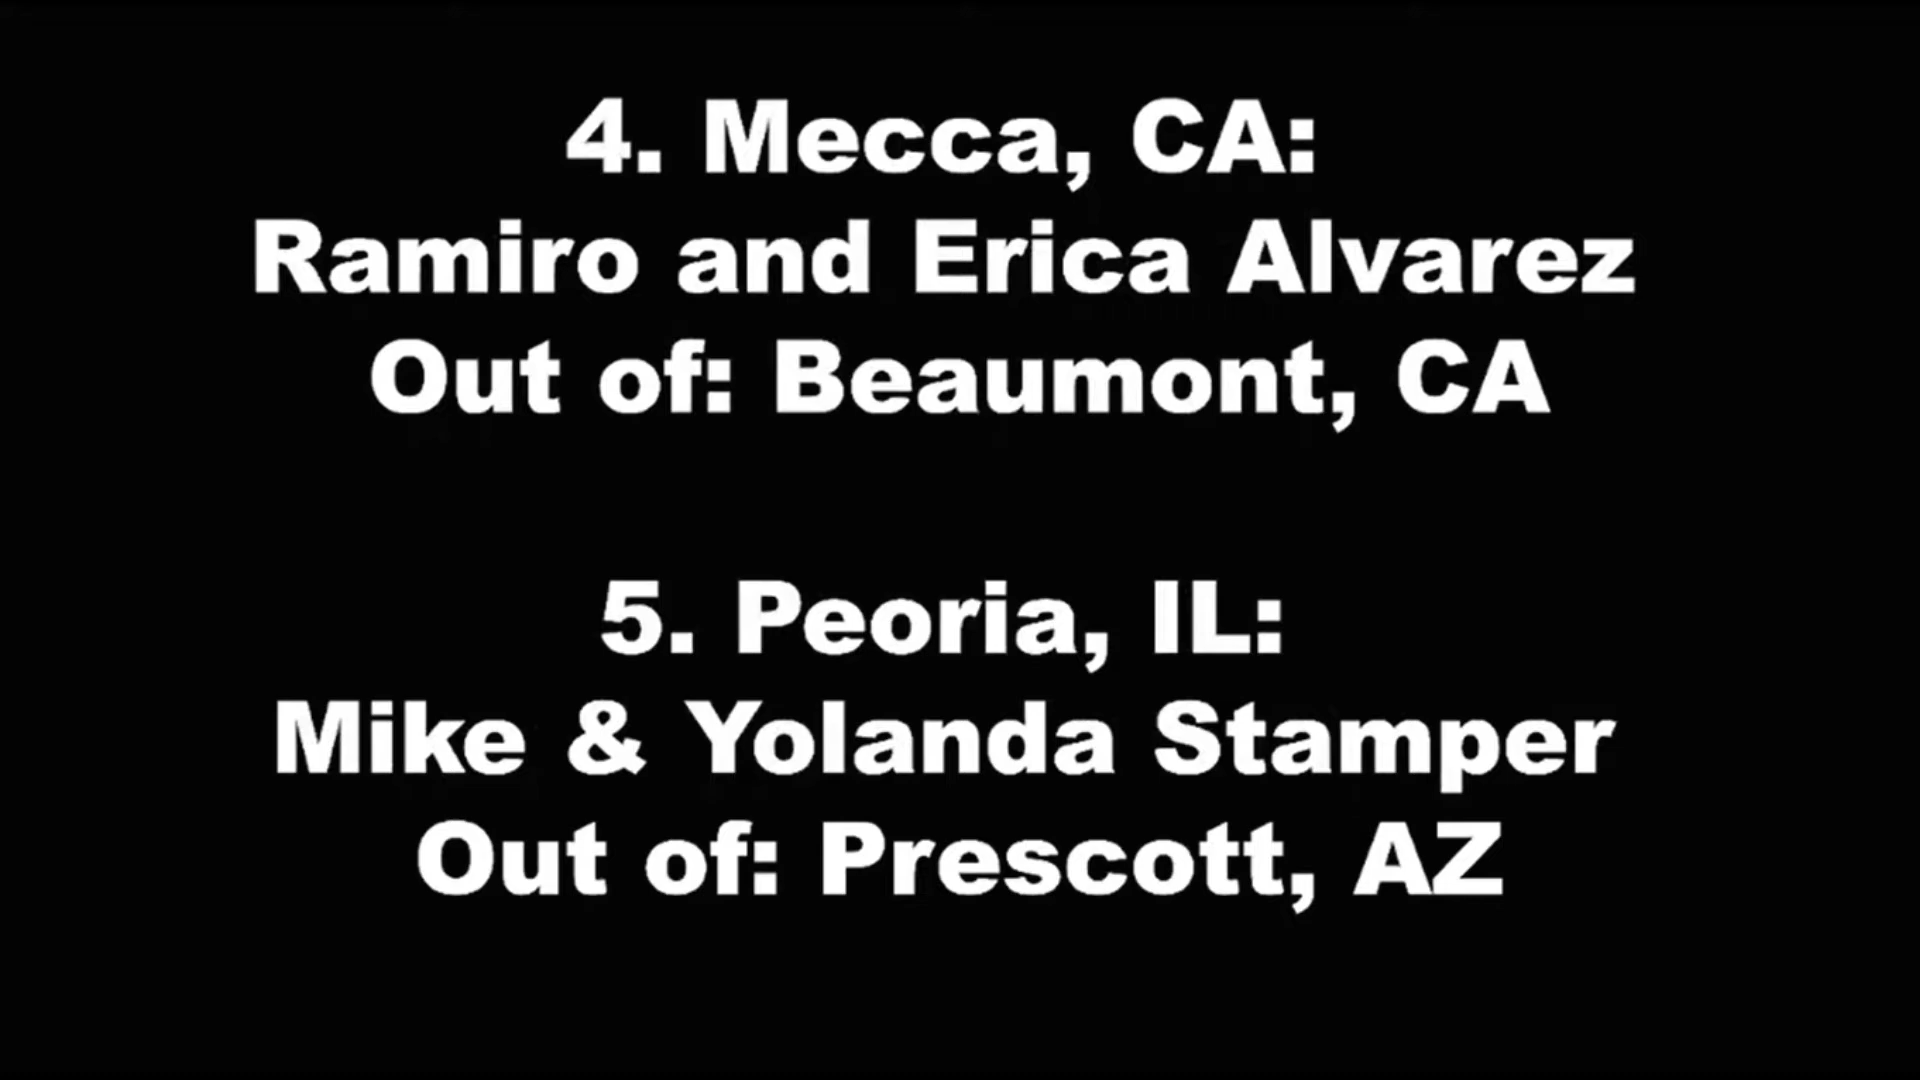 4. Mecca, CA:
Ramiro and Erica Alvarez
Out of: Beaumont, CA
5. Peoria, IL:
Mike & Yolanda Stamper
Out of: Prescott, AZ